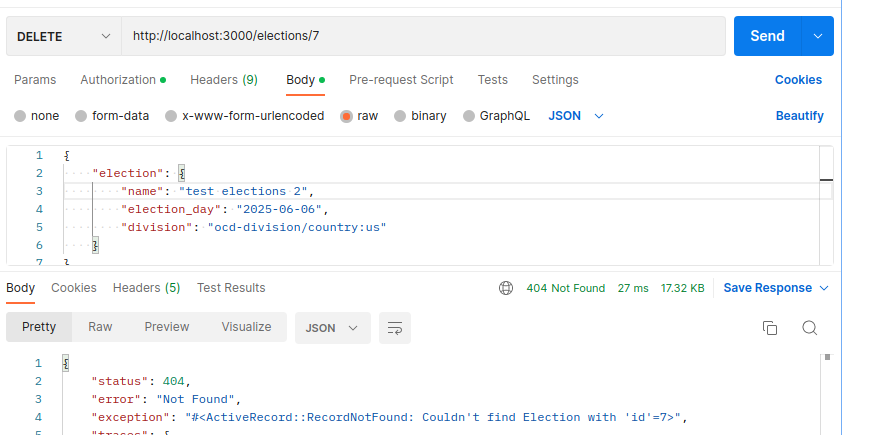 DELETE http://localhost:3000/elections/7 Send
Params Authorization Headers (9) Body Pre-request Script Tests Settings Cookies
none form-data x-www-form-urlencoded raw binary GraphQL JSON Beautify
1 {
2 "election": {
3 "name": "test elections 2",
4 "election_day": "2025-06-06",
5 "division": "ocd-division/country:us"
6 }
7 }
Body Cookies Headers (5) Test Results 404 Not Found 27 ms 17.32 KB Save Response
Pretty Raw Preview Visualize JSON
1 {
2 "status": 404,
3 "error": "Not Found",
4 "exception": "#<ActiveRecord::RecordNotFound: Couldn't find Election with 'id'=7>",
5 "traces": {